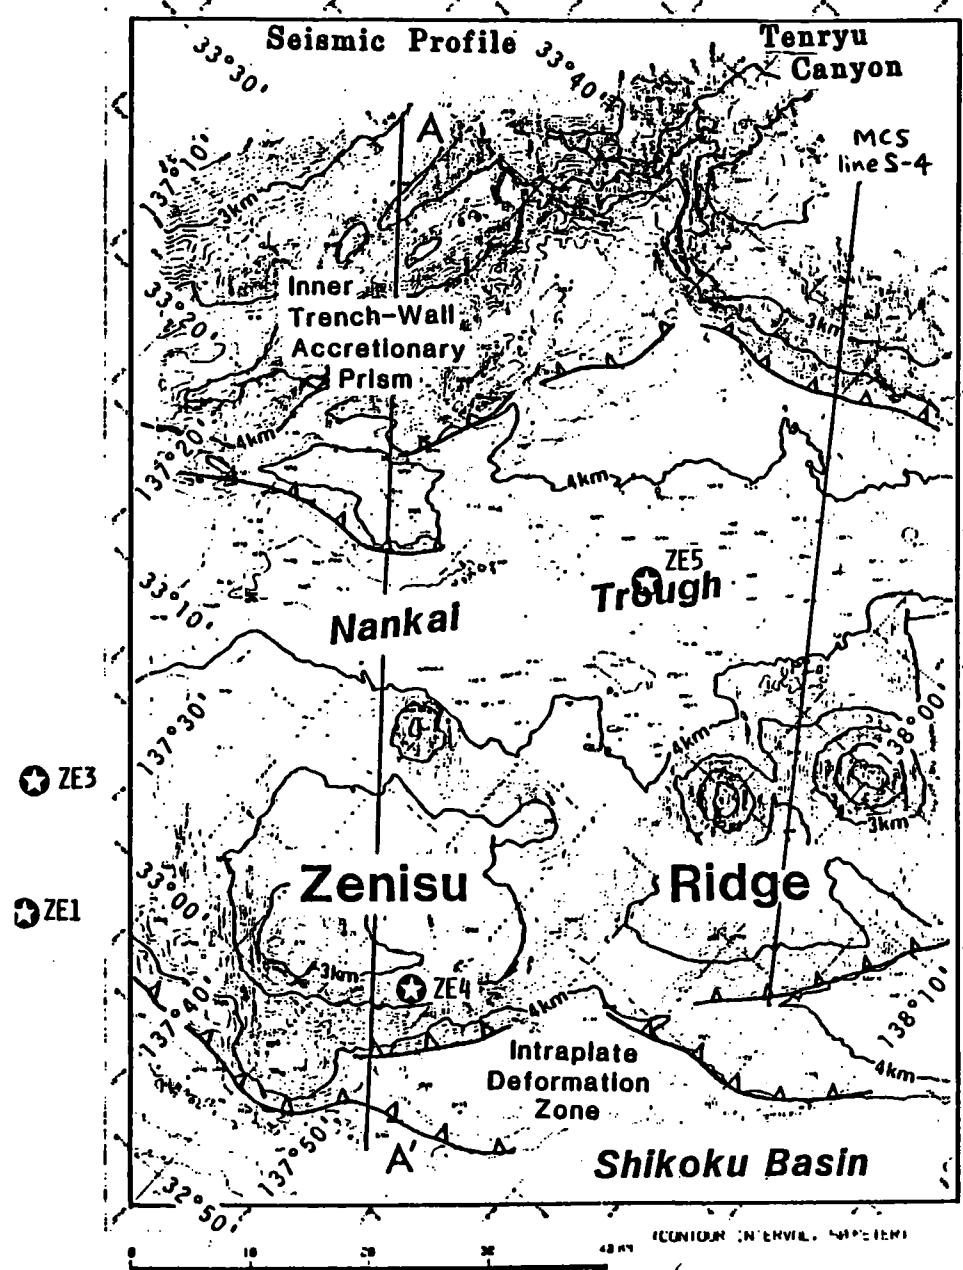 Seismic Profile
Tenryu
Canyon
33°30'
33°40'
A
MCS
line S-4
137°10'
3km
Inner
Trench-Wall
Accretionary
Prism
33°20'
3km
4km
137°20'
4km
ZE5
Trough
33°10'
Nankai
137°30'
4km
138°00'
ZE3
3km
Zenisu Ridge
33°00'
ZE1
3km
ZE4
4km
137°40'
138°10'
Intraplate
Deformation
Zone
4km
137°50'
A'
Shikoku Basin
32°50'
(CONTOUR
0 10 20 30